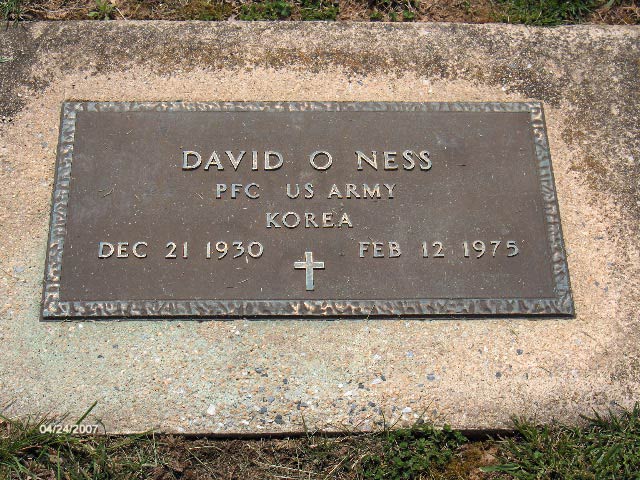 DAVID O NESS
PFC US ARMY
KOREA
DEC 21 1930 FEB 12 1975
04/24/2007